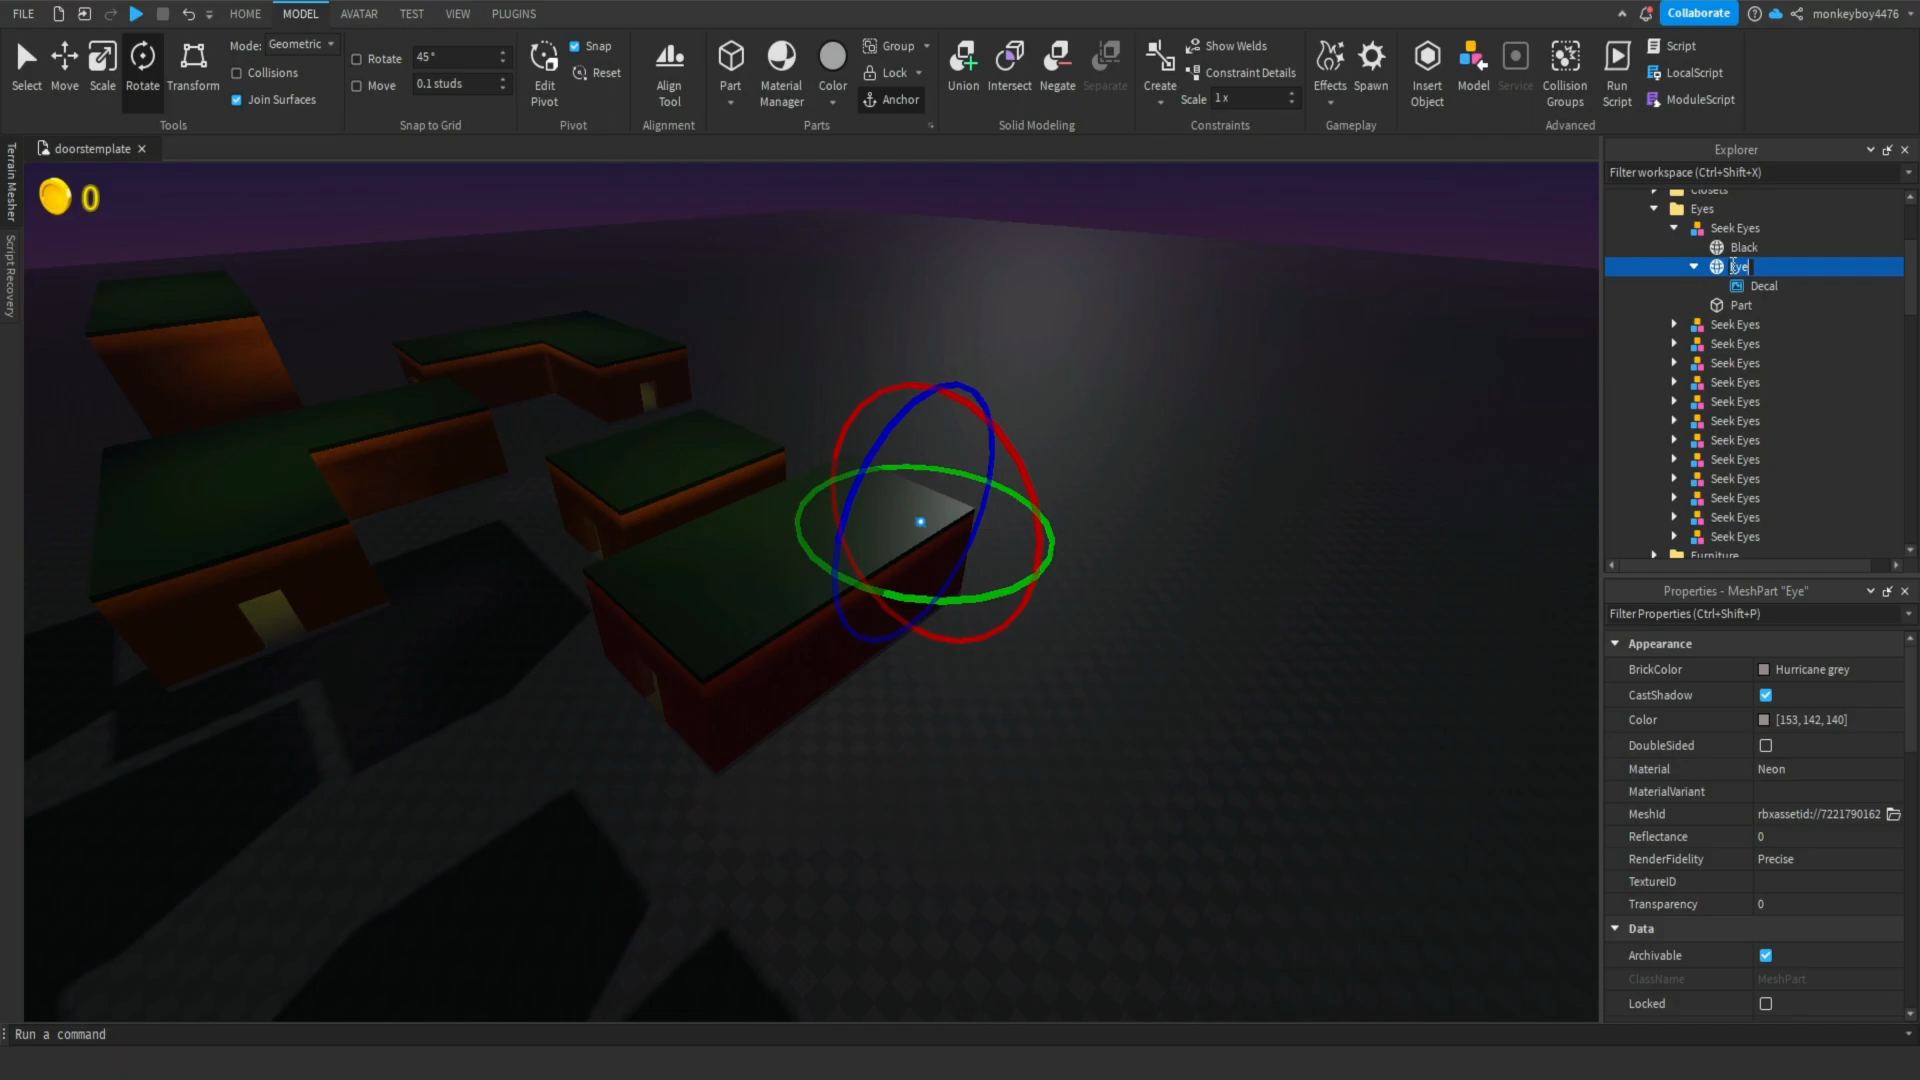 FILE HOME MODEL AVATAR TEST VIEW PLUGINS Collaborate monkeyboy4476
Select Move Scale Rotate Transform
Mode: Geometric
Collisions
Join Surfaces
Tools
Rotate 45°
Move 0.1 studs
Snap to Grid
Edit Pivot
Snap
Reset
Pivot
Align Tool
Alignment
Part Material Manager Color
Group
Lock
Anchor
Parts
Union Intersect Negate Separate
Solid Modeling
Create
Show Welds
Constraint Details
Scale 1 x
Constraints
Effects Spawn
Gameplay
Insert Object Model Service Collision Groups Run Script
Script
LocalScript
ModuleScript
Advanced
doorstemplate
Terrain Mesher
Script Recovery
0
Explorer
Filter workspace (Ctrl+Shift+X)
Closets
Eyes
Seek Eyes
Black
Eye
Decal
Part
Seek Eyes
Seek Eyes
Seek Eyes
Seek Eyes
Seek Eyes
Seek Eyes
Seek Eyes
Seek Eyes
Seek Eyes
Seek Eyes
Seek Eyes
Seek Eyes
Furniture
Properties - MeshPart "Eye"
Filter Properties (Ctrl+Shift+P)
Appearance
BrickColor Hurricane grey
CastShadow
Color [153, 142, 140]
DoubleSided
Material Neon
MaterialVariant
MeshId rbxassetid://7221790162
Reflectance 0
RenderFidelity Precise
TextureID
Transparency 0
Data
Archivable
ClassName MeshPart
Locked
Run a command